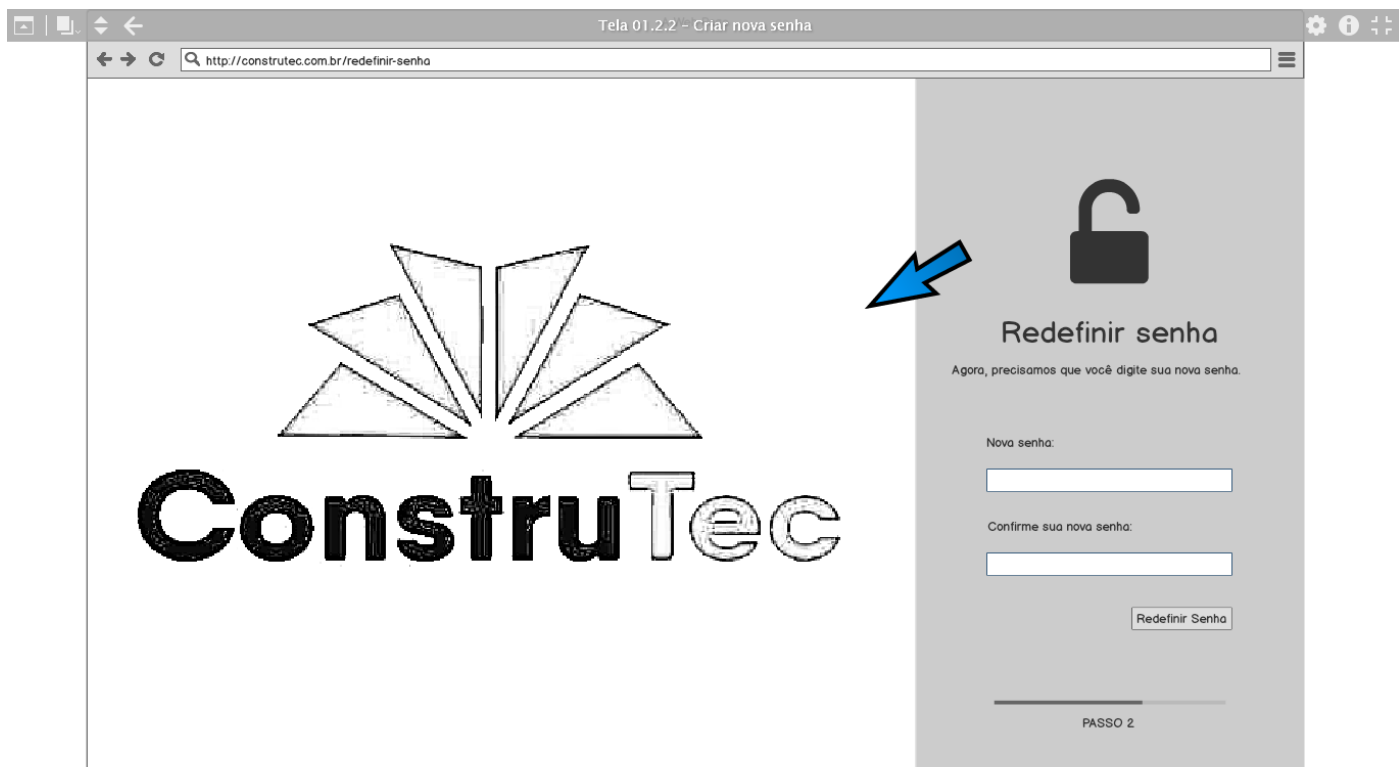 Tela 01.2.2 - Criar nova senha
http://construtec.com.br/redefinir-senha
ConstruTec
Redefinir senha
Agora, precisamos que você digite sua nova senha.
Nova senha:
Confirme sua nova senha:
Redefinir Senha
PASSO 2